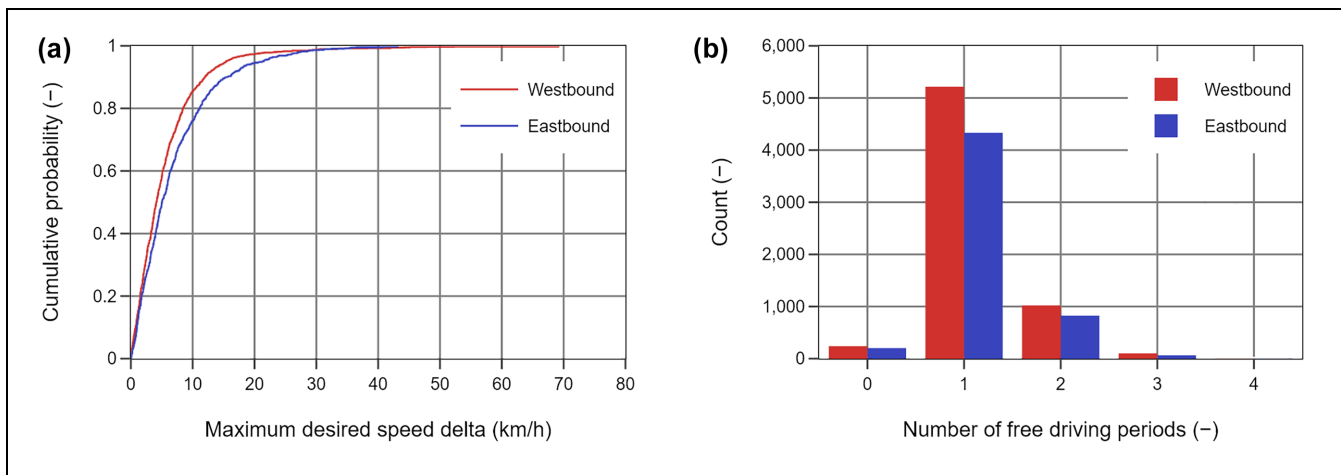 (a)
1
0.8
0.6
0.4
0.2
0
Cumulative probability (−)
0 10 20 30 40 50 60 70 80
Maximum desired speed delta (km/h)
Westbound
Eastbound
(b)
6,000
5,000
4,000
3,000
2,000
1,000
0
Count (−)
0 1 2 3 4
Number of free driving periods (−)
Westbound
Eastbound